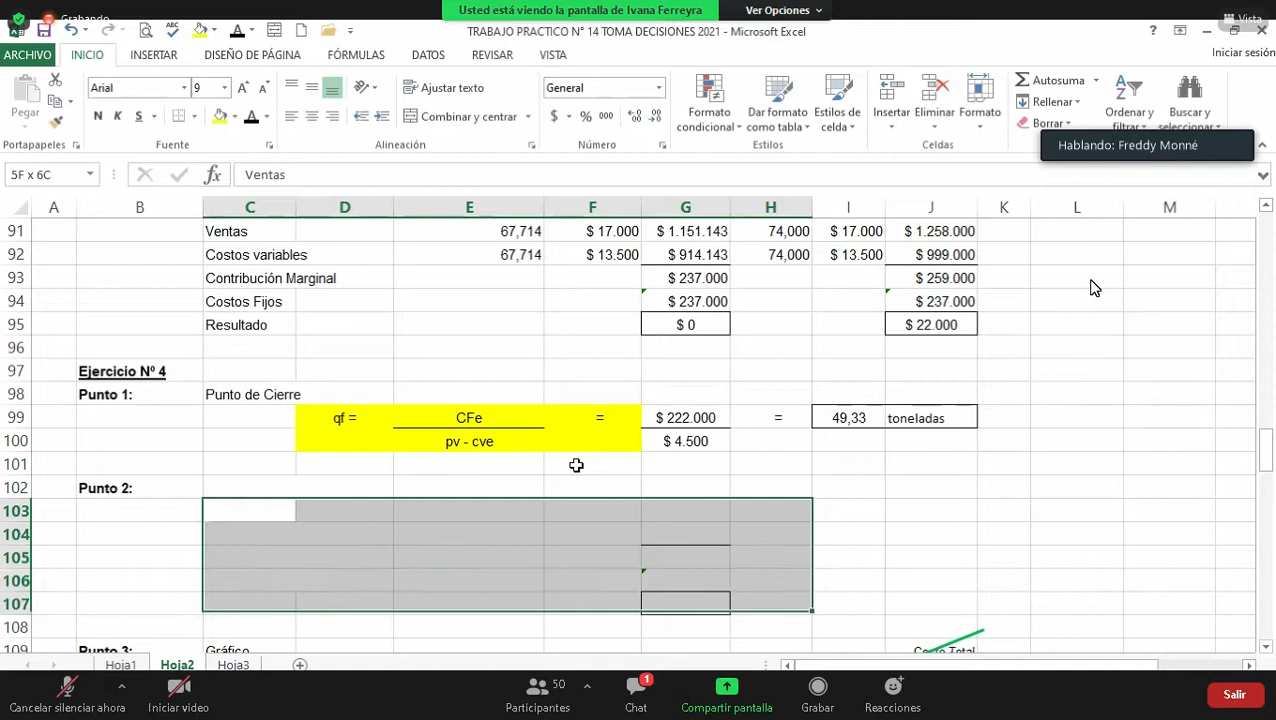 Grabando
Usted está viendo la pantalla de Ivana Ferreyra
Ver Opciones
Vista
TRABAJO PRACTICO N° 14 TOMA DECISIONES 2021 - Microsoft Excel
ARCHIVO INICIO INSERTAR DISEÑO DE PÁGINA FÓRMULAS DATOS REVISAR VISTA
Iniciar sesión
Arial 9 Ajustar texto General Autosuma
Pegar N K S Combinar y centrar $ % 000 Formato condicional Dar formato como tabla Estilos de celda Insertar Eliminar Formato Rellenar Borrar Ordenar y filtrar Buscar y seleccionar
Portapapeles Fuente Alineación Número Estilos Celdas
Hablando: Freddy Monné
5F x 6C fx Ventas
A B C D E F G H I J K L M
91 Ventas 67,714 $ 17.000 $ 1.151.143 74,000 $ 17.000 $ 1.258.000
92 Costos variables 67,714 $ 13.500 $ 914.143 74,000 $ 13.500 $ 999.000
93 Contribución Marginal $ 237.000 $ 259.000
94 Costos Fijos $ 237.000 $ 237.000
95 Resultado $ 0 $ 22.000
96
97 Ejercicio Nº 4
98 Punto 1: Punto de Cierre
99 qf = CFe = $ 222.000 = 49,33 toneladas
100 pv - cve $ 4.500
101
102 Punto 2:
103
104
105
106
107
108
109 Punto 3: Gráfico Costo Total
Hoja1 Hoja2 Hoja3
Cancelar silenciar ahora
Iniciar video
50
Participantes
1
Chat
Compartir pantalla
Grabar
Reacciones
Salir